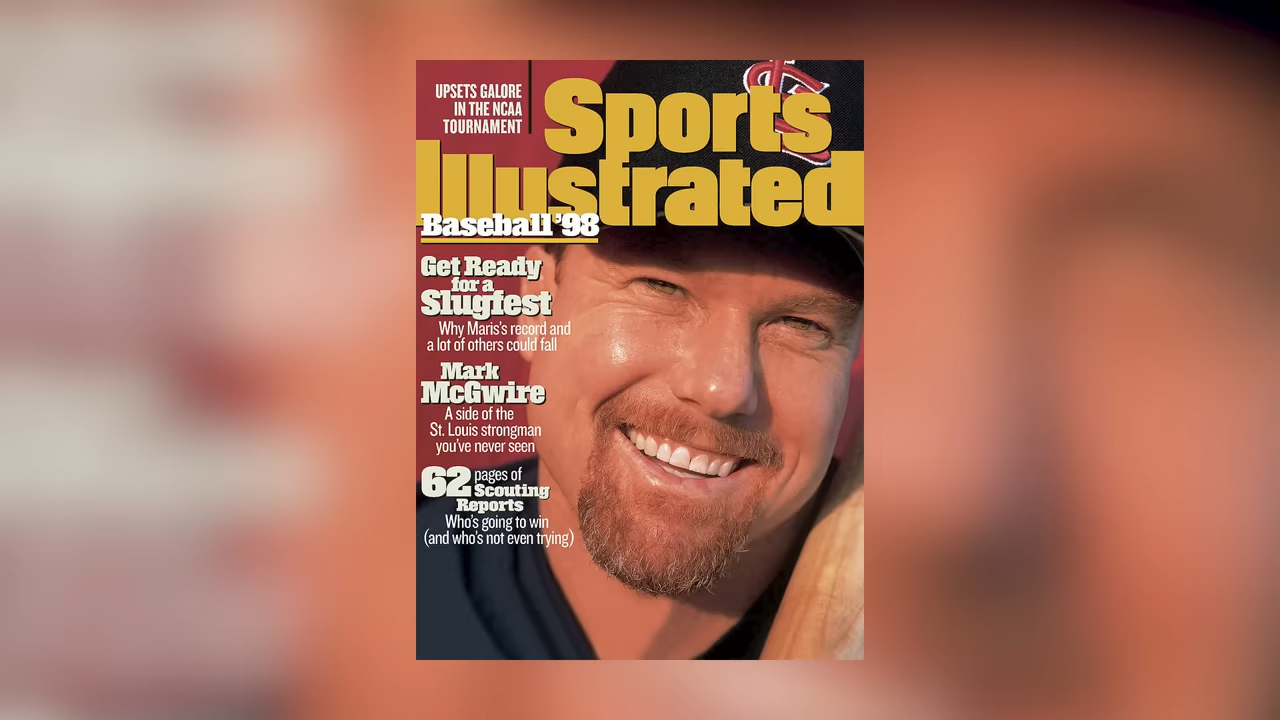 UPSETS GALORE
IN THE NCAA
TOURNAMENT
Sports
Illustrated
Baseball '98
Get Ready
for a
Slugfest
Why Maris's record and
a lot of others could fall
Mark
McGwire
A side of the
St. Louis strongman
you've never seen
62 pages of
Scouting
Reports
Who's going to win
(and who's not even trying)